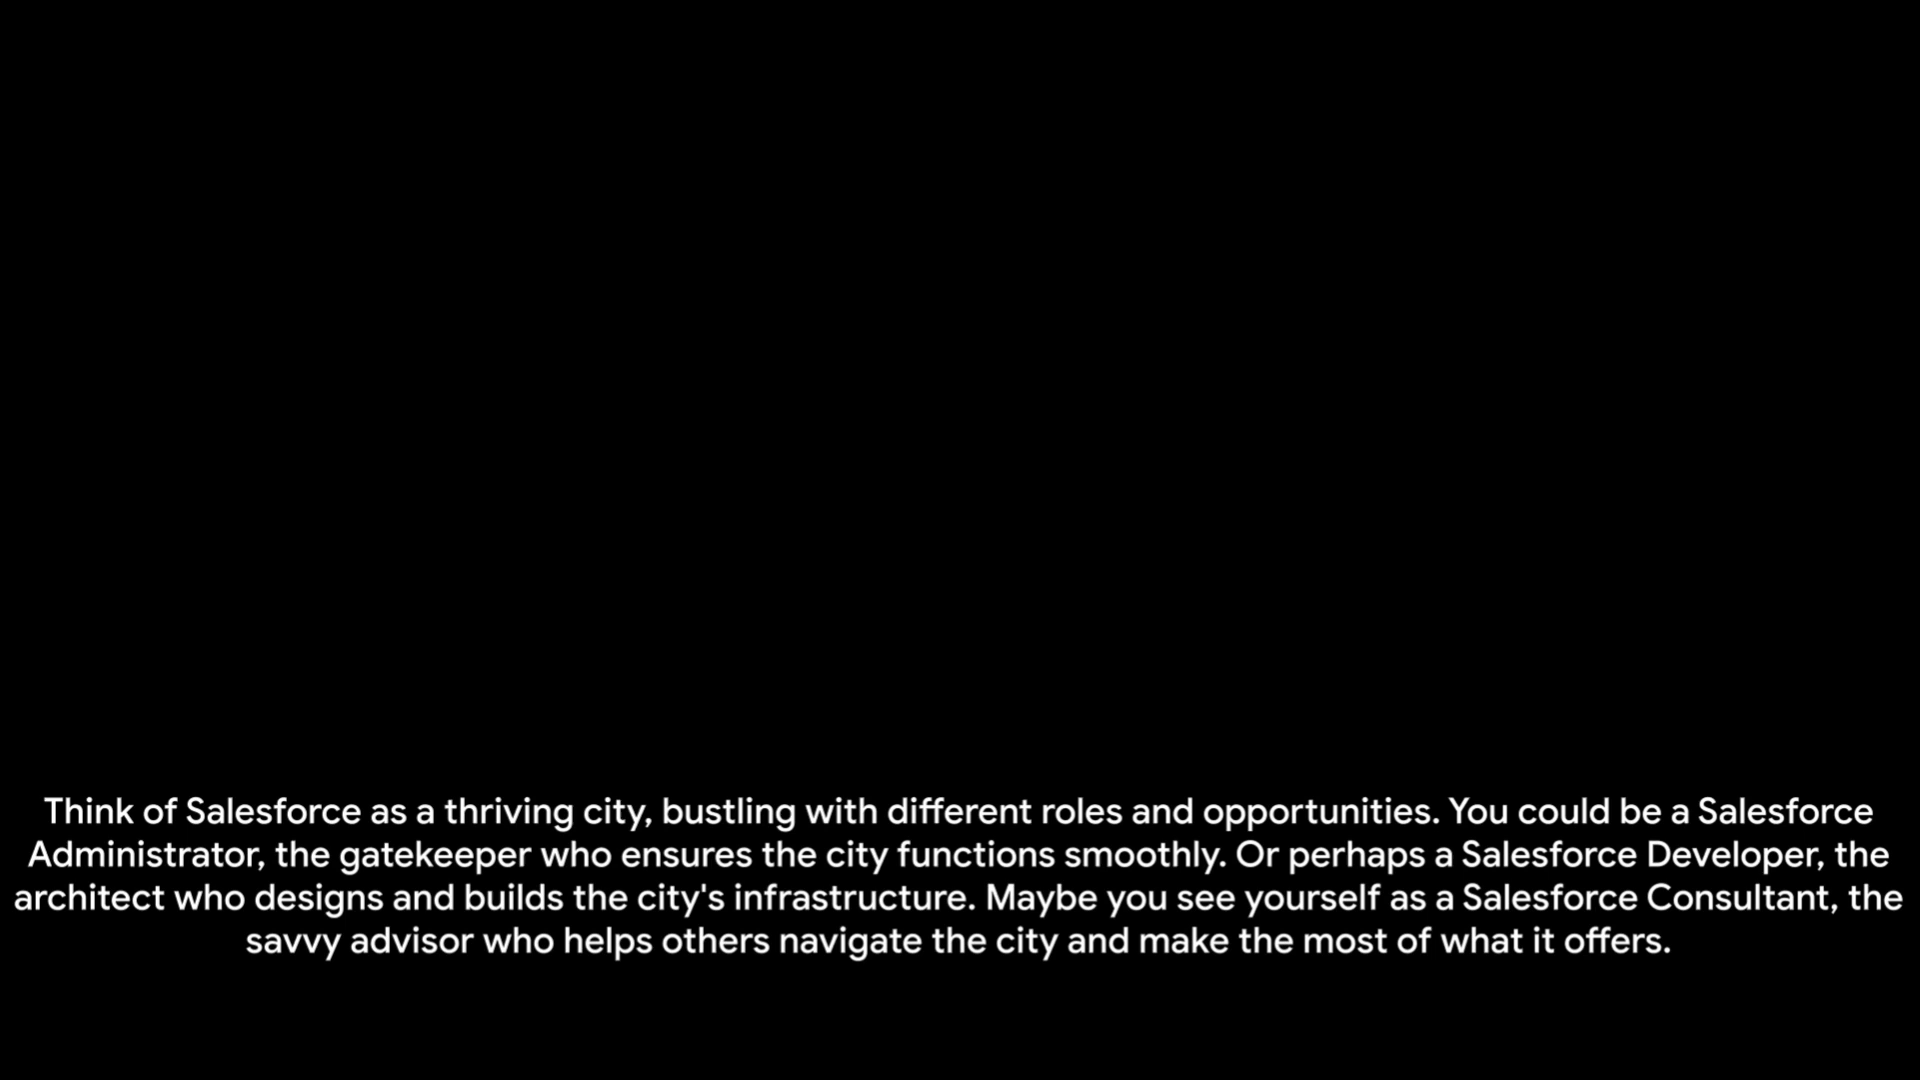 Think of Salesforce as a thriving city, bustling with different roles and opportunities. You could be a Salesforce
Administrator, the gatekeeper who ensures the city functions smoothly. Or perhaps a Salesforce Developer, the
architect who designs and builds the city's infrastructure. Maybe you see yourself as a Salesforce Consultant, the
savvy advisor who helps others navigate the city and make the most of what it offers.